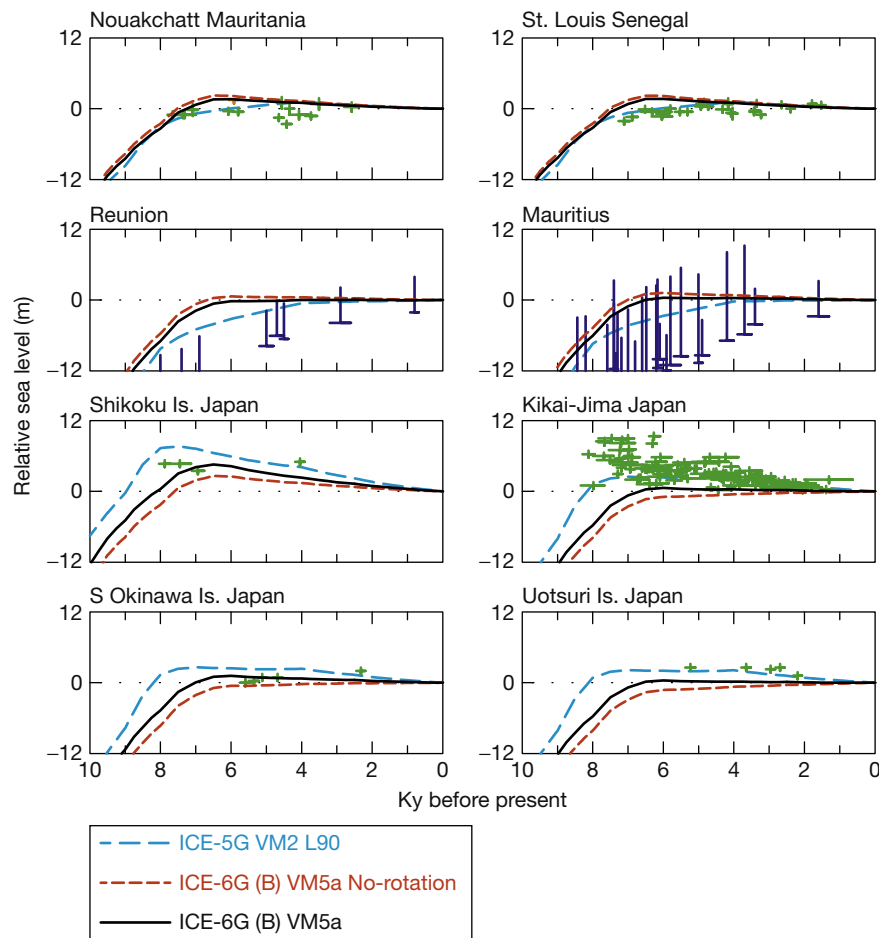 Nouakchatt Mauritania
St. Louis Senegal
12
0
−12
12
0
−12
Reunion
Mauritius
12
0
−12
12
0
−12
Relative sea level (m)
Shikoku Is. Japan
Kikai-Jima Japan
12
0
−12
12
0
−12
S Okinawa Is. Japan
Uotsuri Is. Japan
12
0
−12
12
0
−12
10 8 6 4 2 0
10 8 6 4 2 0
Ky before present
ICE-5G VM2 L90
ICE-6G (B) VM5a No-rotation
ICE-6G (B) VM5a